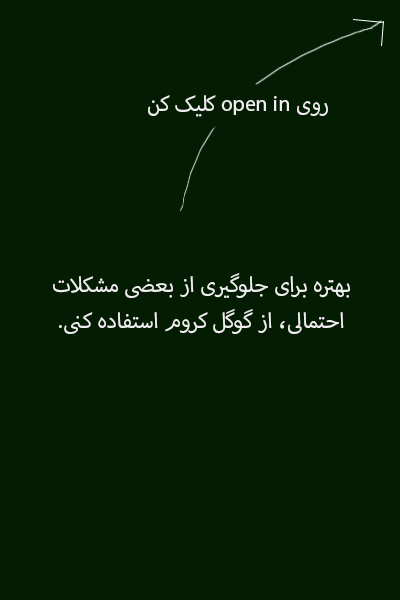 روی open in کلیک کن
بهتره برای جلوگیری از بعضی مشکلات
احتمالی، از گوگل کروم استفاده کنی.